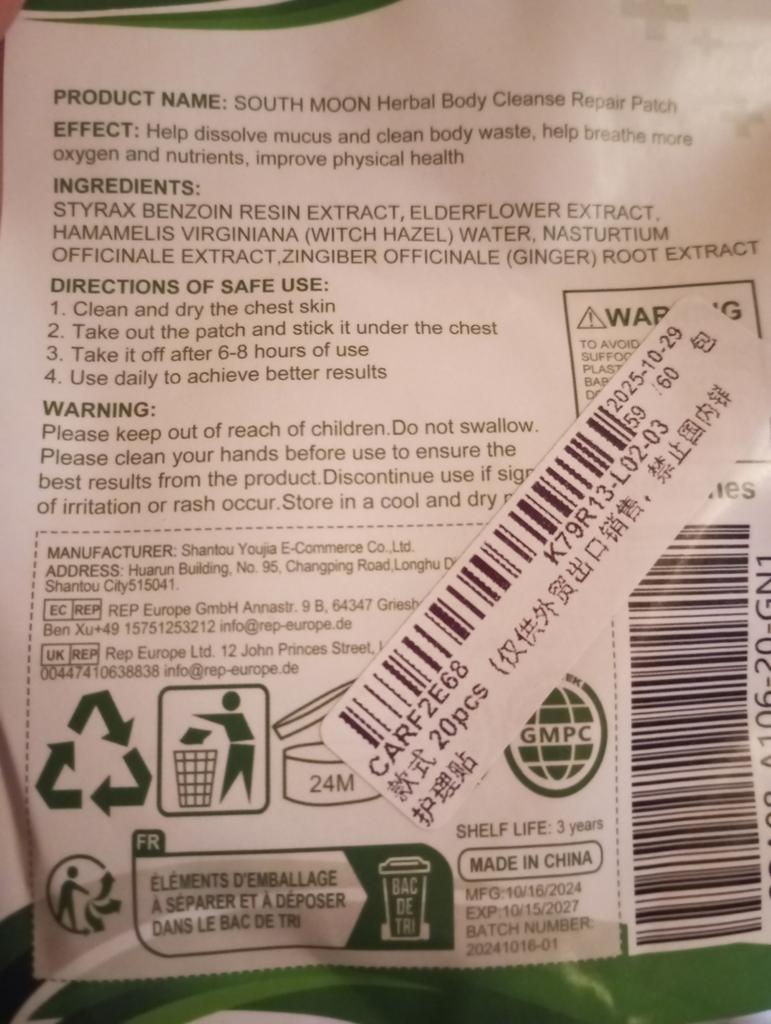 PRODUCT NAME: SOUTH MOON Herbal Body Cleanse Repair Patch
EFFECT: Help dissolve mucus and clean body waste, help breathe more
oxygen and nutrients, improve physical health
INGREDIENTS:
STYRAX BENZOIN RESIN EXTRACT, ELDERFLOWER EXTRACT,
HAMAMELIS VIRGINIANA (WITCH HAZEL) WATER, NASTURTIUM
OFFICINALE EXTRACT,ZINGIBER OFFICINALE (GINGER) ROOT EXTRACT
DIRECTIONS OF SAFE USE:
1. Clean and dry the chest skin
2. Take out the patch and stick it under the chest
3. Take it off after 6-8 hours of use
4. Use daily to achieve better results
WARNING:
Please keep out of reach of children.Do not swallow.
Please clean your hands before use to ensure the
best results from the product.Discontinue use if
of irritation or rash occur.Store in a cool and dry
TO AVOID
MANUFACTURER: Shantou Youjia E-Commerce Co.,Ltd.
ADDRESS: Huarun Building, No. 95, Changping Road,Longhu
Shantou City515041.
EC REP REP Europe GmbH Annastr. 9 B, 64347
Ben Xu+49 15751253212 info@rep-europe.de
UK REP Rep Europe Ltd. 12 John Princes Street,
00447410638838 info@rep-europe.de
2025-10-29
59 /60 包
K79R13-L02-03
(仅供外贸出口销售，禁止国内销
CARF2E68
款式 20pcs
护理贴
24M
GMPC
SHELF LIFE: 3 years
MADE IN CHINA
MFG:10/16/2024
EXP:10/15/2027
BATCH NUMBER:
20241016-01
FR
ÉLÉMENTS D'EMBALLAGE
À SÉPARER ET À DÉPOSER
DANS LE BAC DE TRI
BAC
DE
TRI
A106-20-GN1